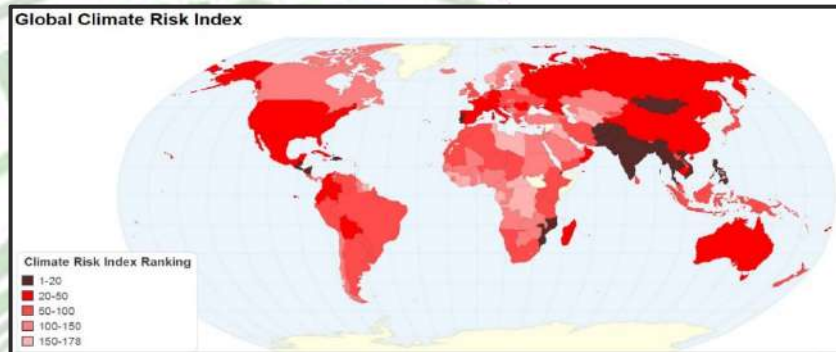 Global Climate Risk Index
Climate Risk Index Ranking
1-20
20-50
50-100
100-150
150-178